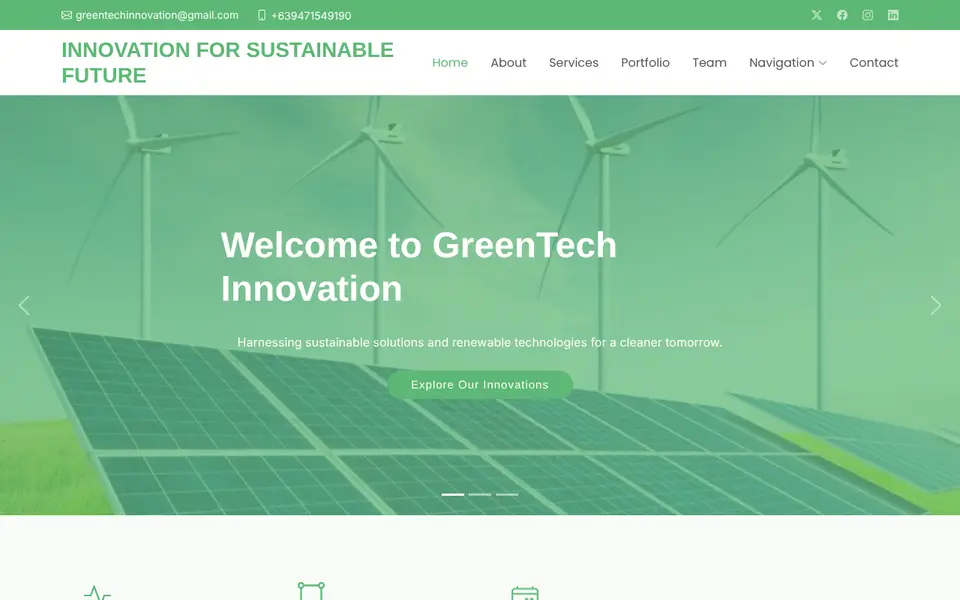 greentechinnovation@gmail.com
+639471549190
INNOVATION FOR SUSTAINABLE
FUTURE
Home
About
Services
Portfolio
Team
Navigation
Contact
Welcome to GreenTech
Innovation
Harnessing sustainable solutions and renewable technologies for a cleaner tomorrow.
Explore Our Innovations